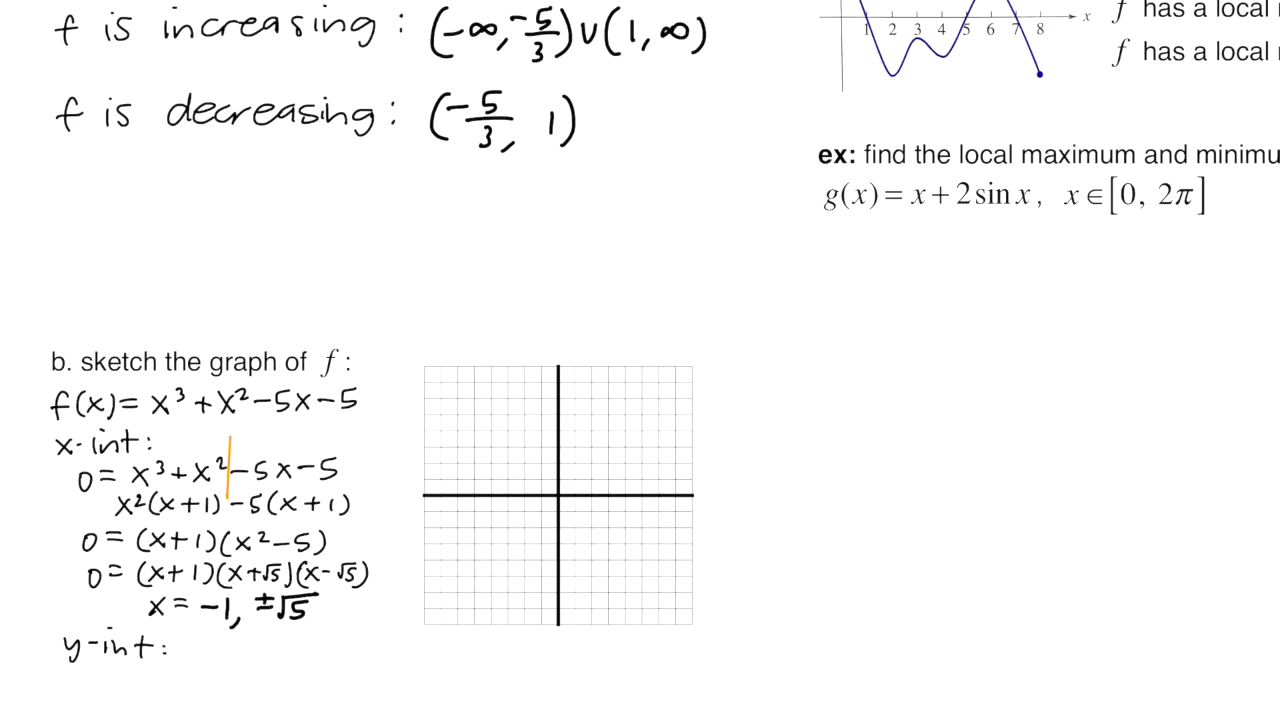 f is increasing : (-∞, -5/3) ∪ (1, ∞)
f is decreasing : (-5/3, 1)
b. sketch the graph of f :
f(x) = x³ + x² - 5x - 5
x-int :
0 = x³ + x² - 5x - 5
x²(x + 1) - 5(x + 1)
0 = (x + 1)(x² - 5)
0 = (x + 1)(x + √5)(x - √5)
x = -1, ±√5
y-int :
1 2 3 4 5 6 7 8 x
f has a local
f has a local
ex: find the local maximum and
g(x) = x + 2 sin x , x ∈ [0, 2π]